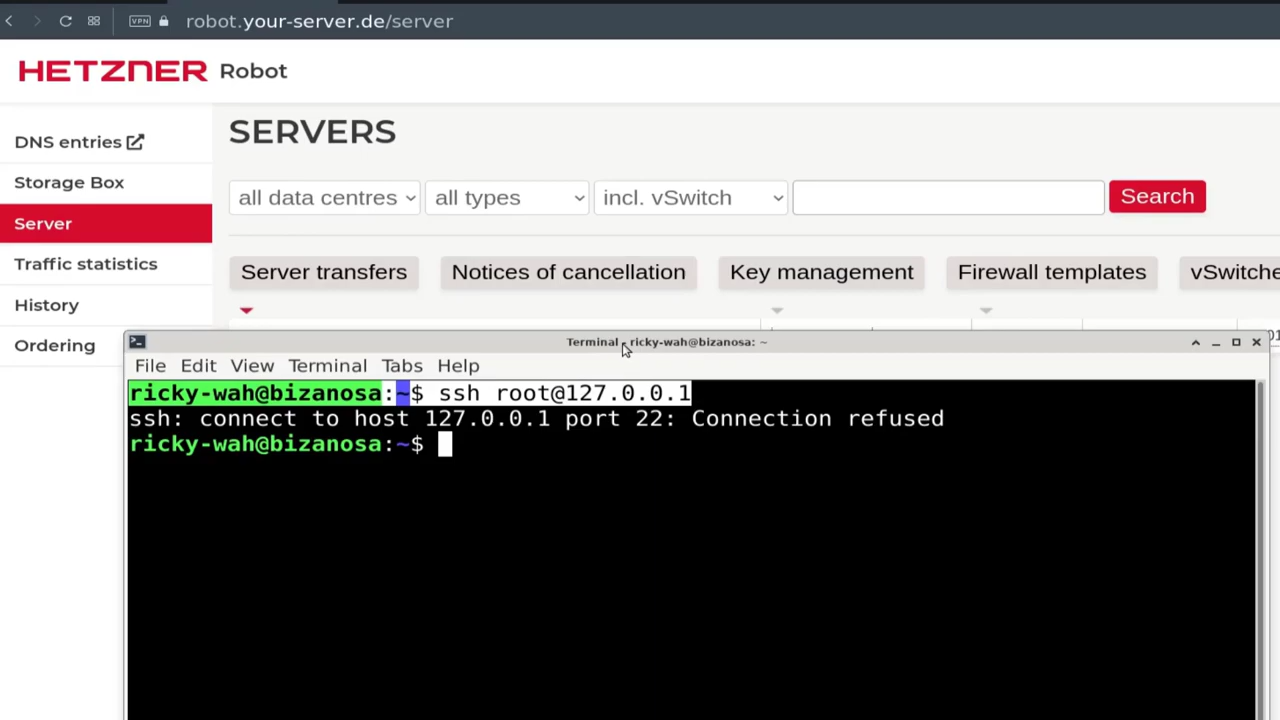 VPN robot.your-server.de/server
HETZNER Robot
DNS entries
Storage Box
Server
Traffic statistics
History
Ordering
SERVERS
all data centres all types incl. vSwitch Search
Server transfers Notices of cancellation Key management Firewall templates vSwitche
Terminal - ricky-wah@bizanosa: ~
File Edit View Terminal Tabs Help
ricky-wah@bizanosa:~$ ssh root@127.0.0.1
ssh: connect to host 127.0.0.1 port 22: Connection refused
ricky-wah@bizanosa:~$